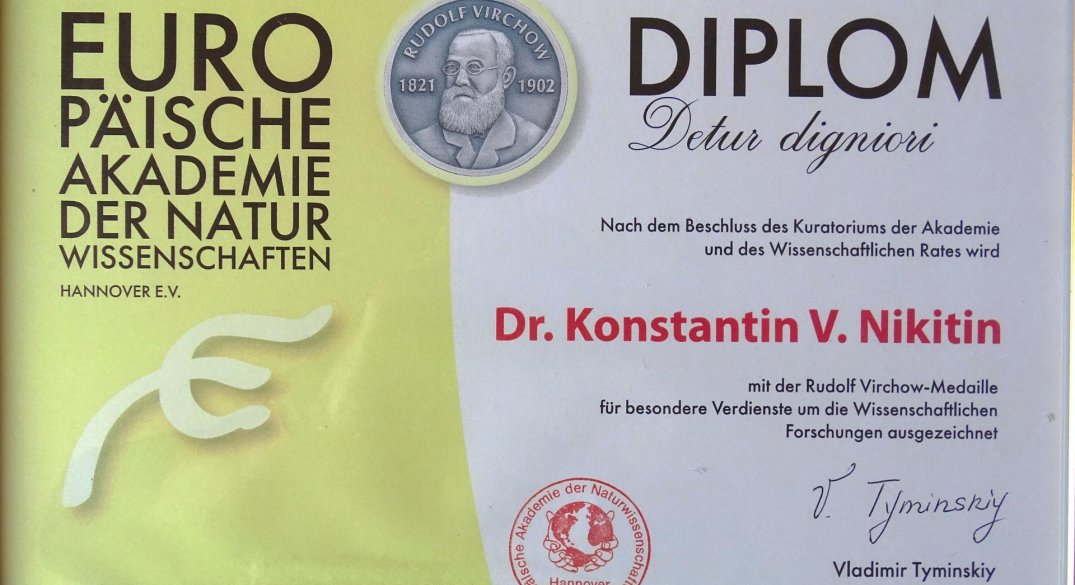 EURO
PÄISCHE
AKADEMIE
DER NATUR
WISSENSCHAFTEN
HANNOVER E.V.
RUDOLF VIRCHOW
1821 1902
DIPLOM
Detur digniori
Nach dem Beschluss des Kuratoriums der Akademie
und des Wissenschaftlichen Rates wird
Dr. Konstantin V. Nikitin
mit der Rudolf Virchow-Medaille
für besondere Verdienste um die Wissenschaftlichen
Forschungen ausgezeichnet
V. Tyminskiy
Vladimir Tyminskiy
päische Akademie der Naturwissenschaf
Hannover